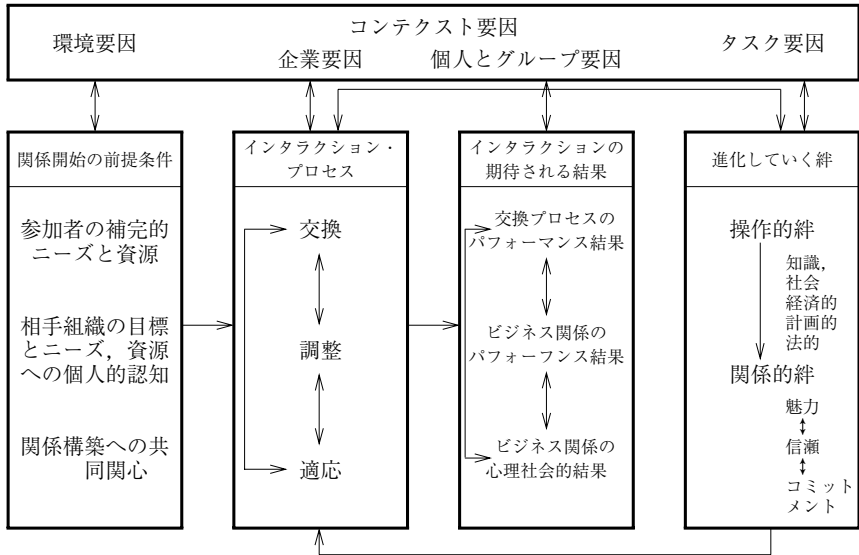 コンテクスト要因
環境要因
企業要因
個人とグループ要因
タスク要因
関係開始の前提条件
参加者の補完的
ニーズと資源
相手組織の目標
とニーズ，資源
への個人的認知
関係構築への共
同関心
インタラクション・
プロセス
交換
調整
適応
インタラクションの
期待される結果
交換プロセスの
パフォーマンス結果
ビジネス関係の
パフォーフンス結果
ビジネス関係の
心理社会的結果
進化していく絆
操作的絆
知識，
社会
経済的
計画的
法的
関係的絆
魅力
信瀬
コミット
メント